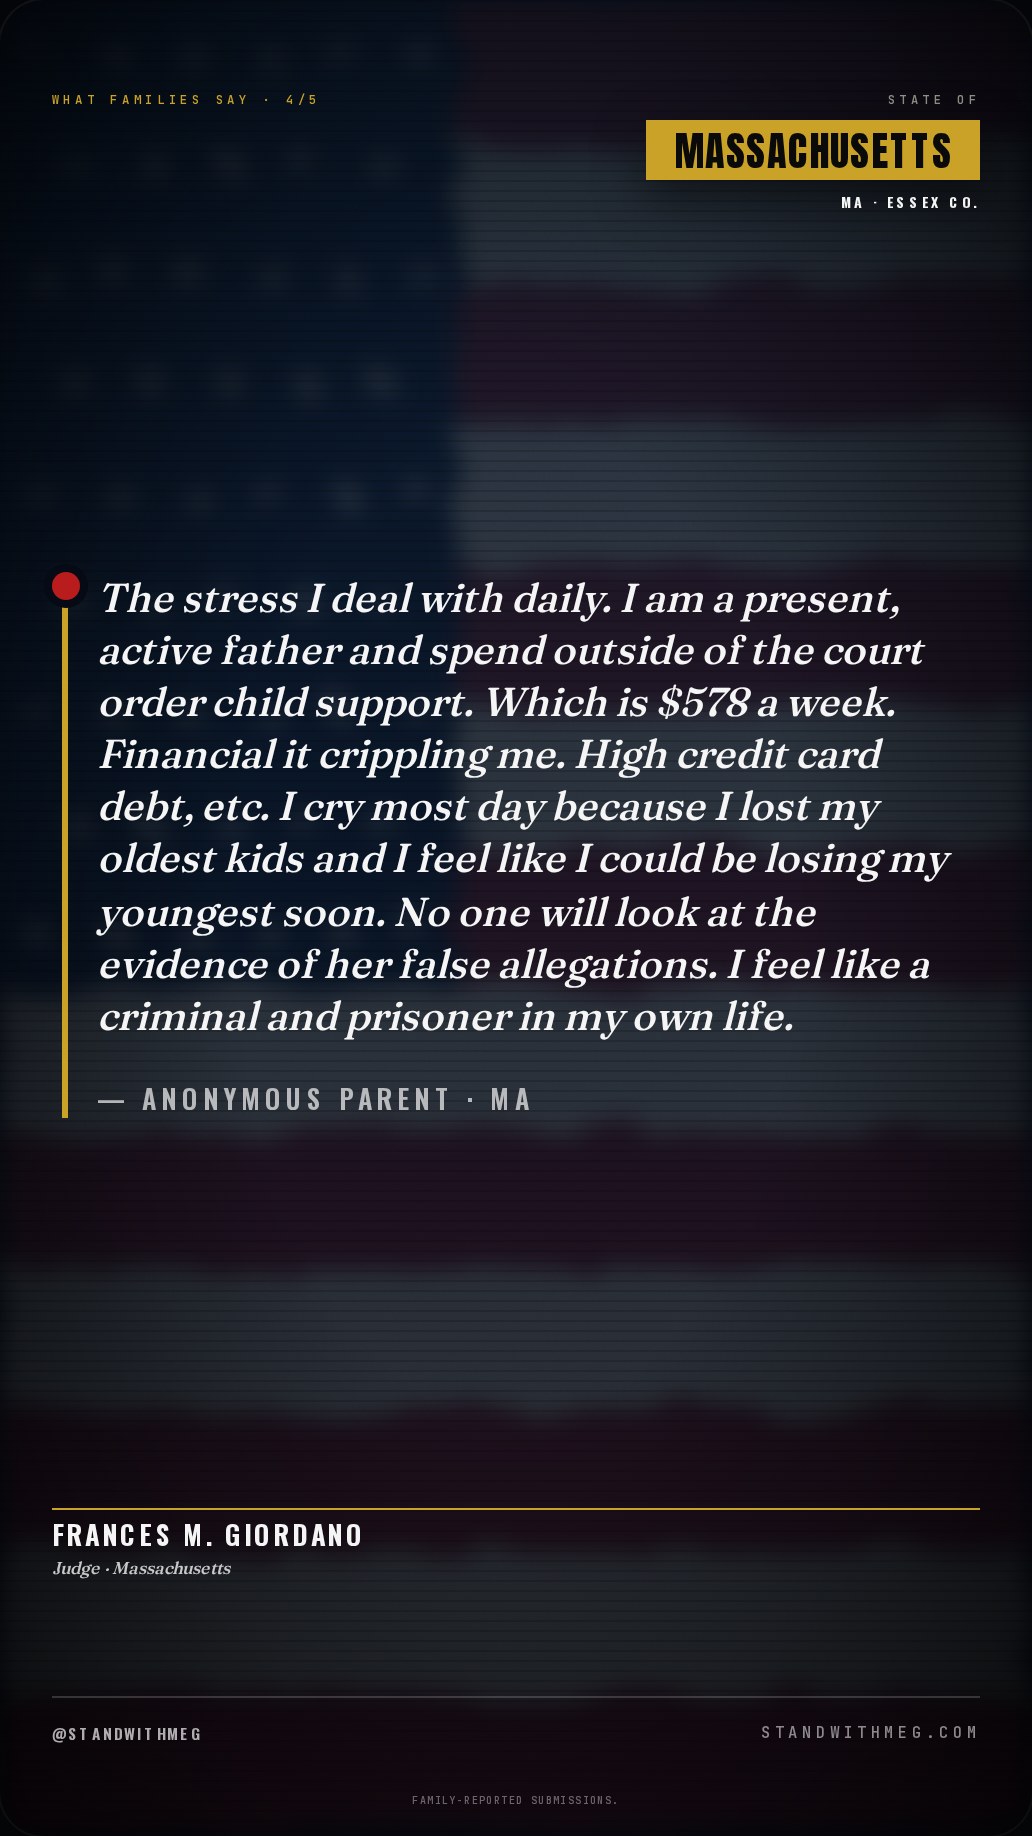 WHAT FAMILIES SAY · 4/5
STATE OF
MASSACHUSETTS
MA · ESSEX CO.
The stress I deal with daily. I am a present,
active father and spend outside of the court
order child support. Which is $578 a week.
Financial it crippling me. High credit card
debt, etc. I cry most day because I lost my
oldest kids and I feel like I could be losing my
youngest soon. No one will look at the
evidence of her false allegations. I feel like a
criminal and prisoner in my own life.
— ANONYMOUS PARENT · MA
FRANCES M. GIORDANO
Judge · Massachusetts
@STANDWITHMEG
STANDWITHMEG.COM
FAMILY-REPORTED SUBMISSIONS.